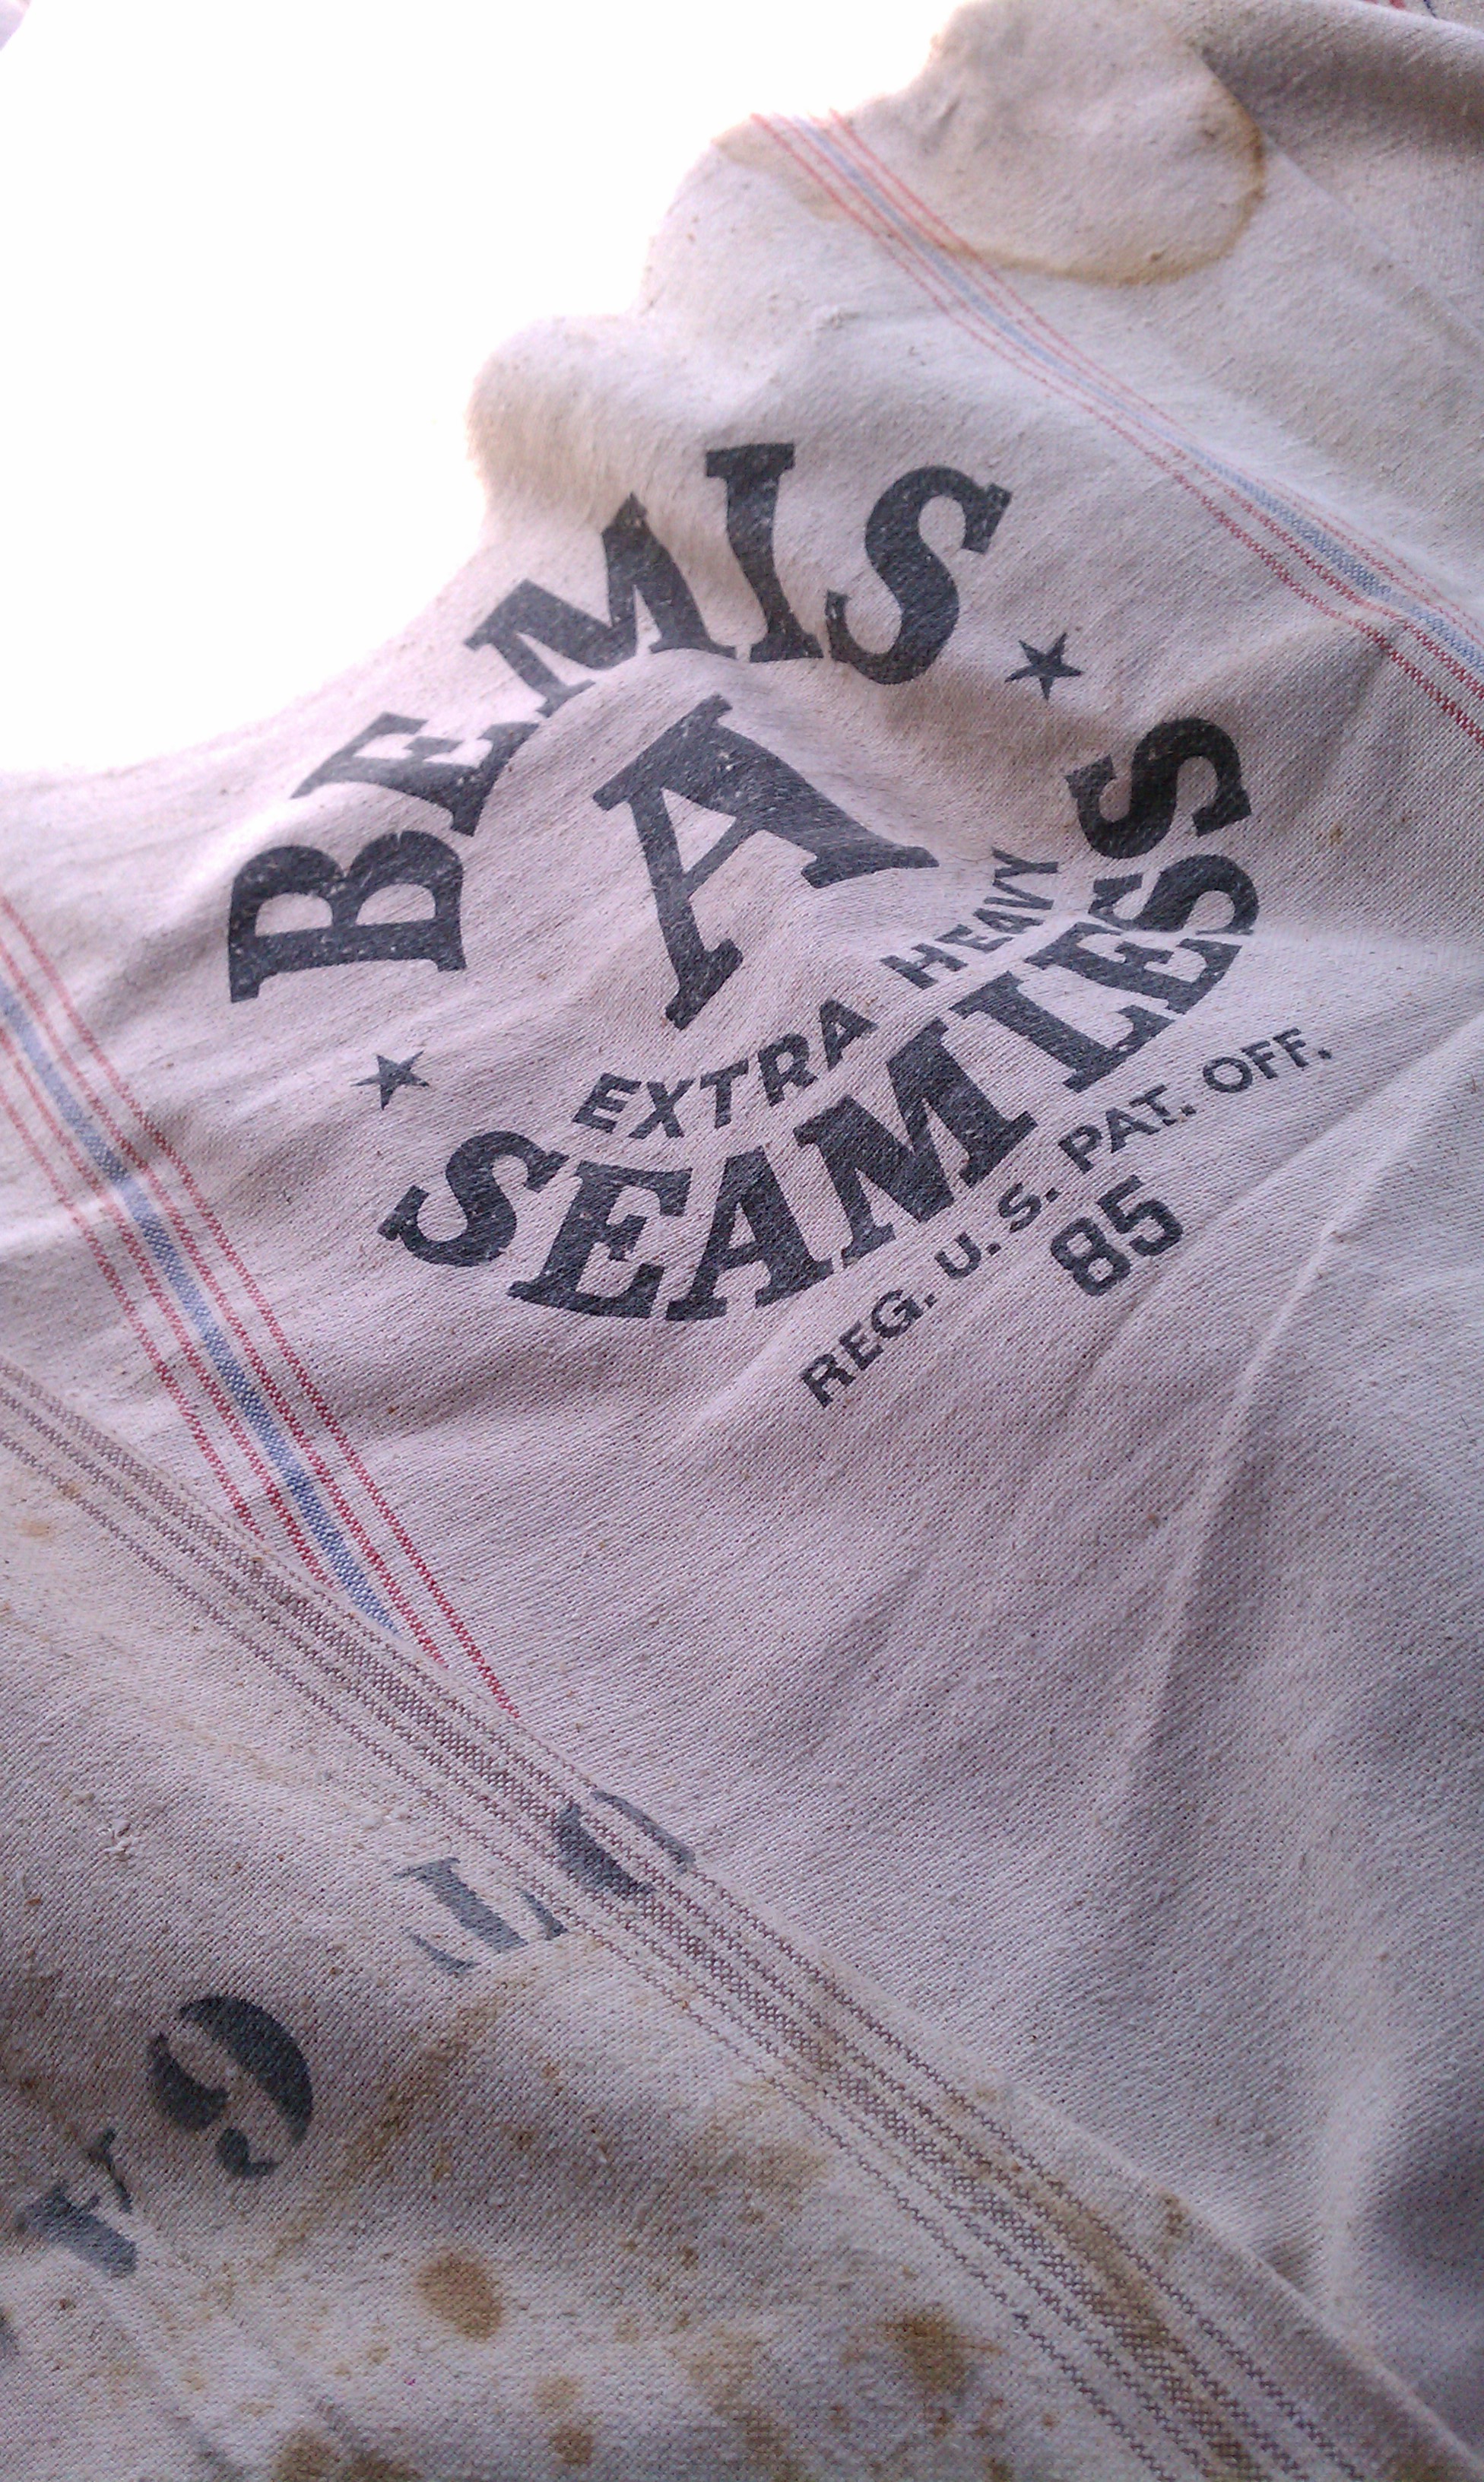 BEMIS
A
EXTRA HEAVY
SEAMLESS
REG. U.S. PAT. OFF.
85